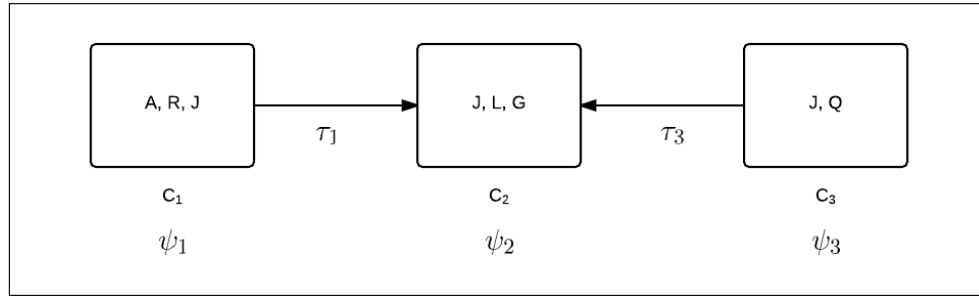 A, R, J
J, L, G
J, Q
τ₁
τ₃
C₁
C₂
C₃
ψ₁
ψ₂
ψ₃